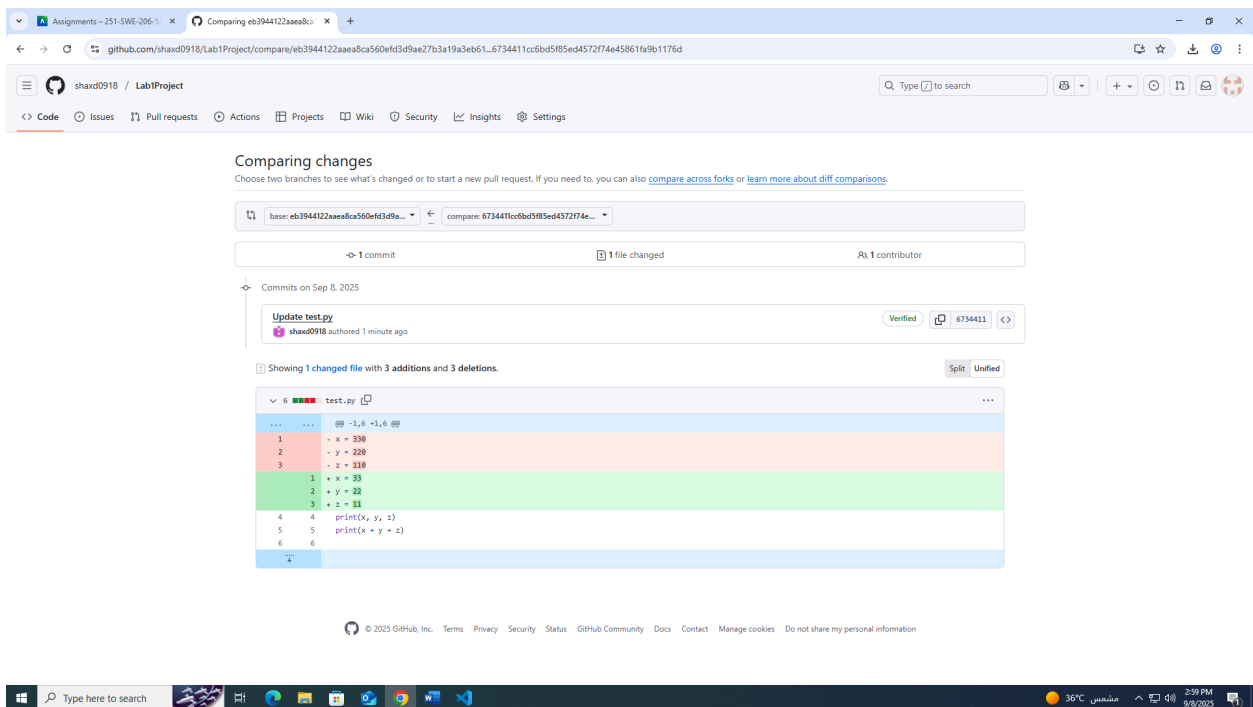 Assignments – 251-SWE-206-5
Comparing eb3944122aaea8ca
github.com/shaxd0918/Lab1Project/compare/eb3944122aaea8ca560efd3d9ae27b3a19a3eb61...6734411cc6bd5f85ed4572f74e45861fa9b1176d
shaxd0918 / Lab1Project
Type / to search
<> Code Issues Pull requests Actions Projects Wiki Security Insights Settings
Comparing changes
Choose two branches to see what's changed or to start a new pull request. If you need to, you can also compare across forks or learn more about diff comparisons.
base: eb3944122aaea8ca560efd3d9a... ... compare: 6734411cc6bd5f85ed4572f74e...
1 commit 1 file changed 1 contributor
Commits on Sep 8, 2025
Update test.py
shaxd0918 authored 1 minute ago
Verified 6734411
Showing 1 changed file with 3 additions and 3 deletions.
Split Unified
6 test.py
... ... @@ -1,6 +1,6 @@
1 - x = 330
2 - y = 220
3 - z = 110
1 + x = 33
2 + y = 22
3 + z = 11
4 4 print(x, y, z)
5 5 print(x + y + z)
6 6
© 2025 GitHub, Inc. Terms Privacy Security Status GitHub Community Docs Contact Manage cookies Do not share my personal information
Type here to search
36°C مشمس
2:59 PM
9/8/2025